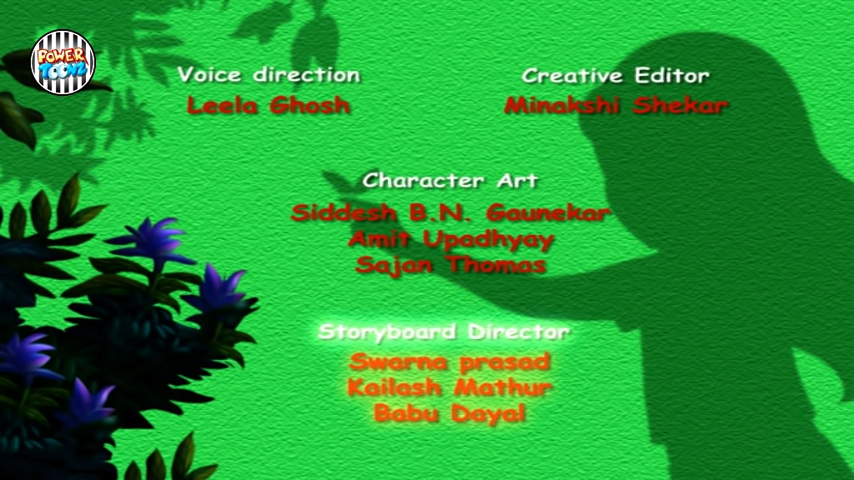 POWER
TOONZ
Voice direction
Leela Ghosh
Creative Editor
Minakshi Shekar
Character Art
Siddesh B.N. Gaunekar
Amit Upadhyay
Sajan Thomas
Storyboard Director
Swarna prasad
Kailash Mathur
Babu Dayal